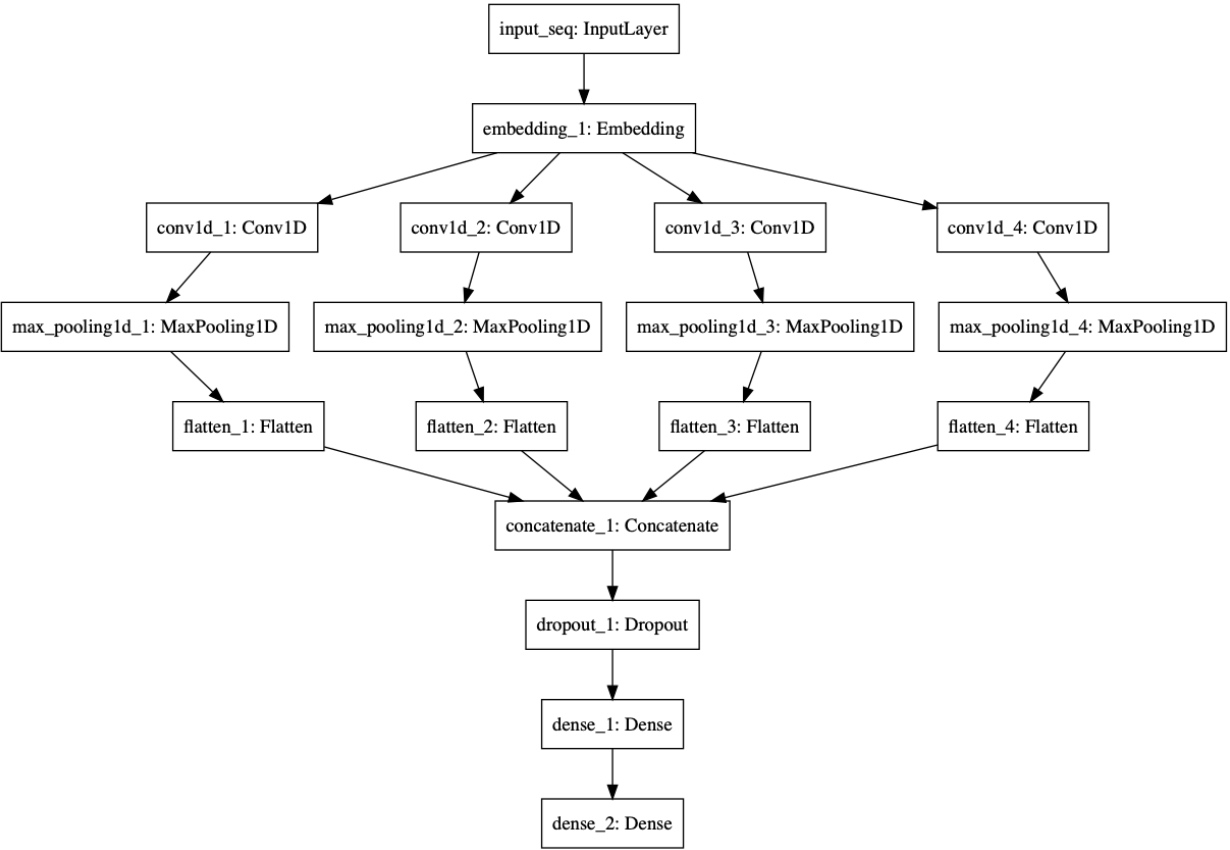 input_seq: InputLayer
embedding_1: Embedding
conv1d_1: Conv1D
conv1d_2: Conv1D
conv1d_3: Conv1D
conv1d_4: Conv1D
max_pooling1d_1: MaxPooling1D
max_pooling1d_2: MaxPooling1D
max_pooling1d_3: MaxPooling1D
max_pooling1d_4: MaxPooling1D
flatten_1: Flatten
flatten_2: Flatten
flatten_3: Flatten
flatten_4: Flatten
concatenate_1: Concatenate
dropout_1: Dropout
dense_1: Dense
dense_2: Dense